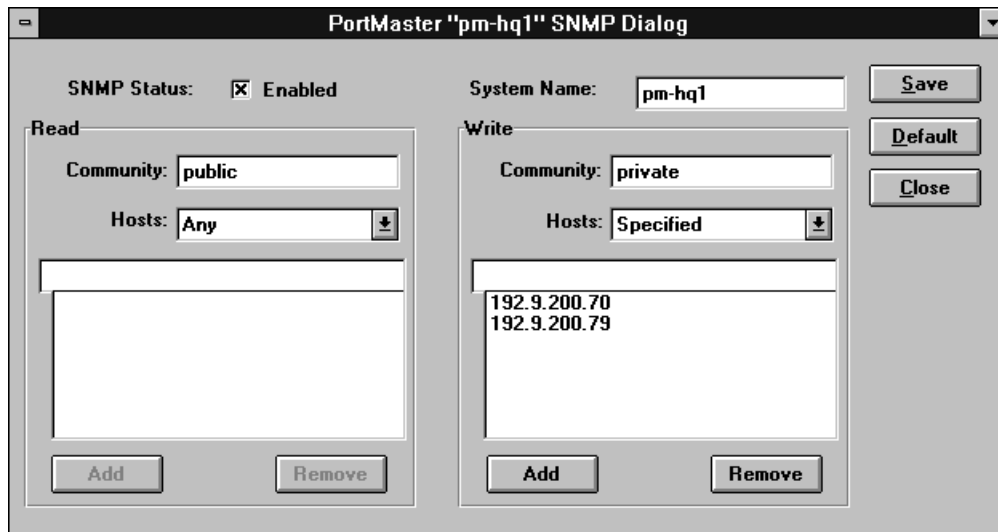 PortMaster "pm-hq1" SNMP Dialog
SNMP Status: Enabled
System Name: pm-hq1
Save
Default
Close
Read
Community: public
Hosts: Any
Add Remove
Write
Community: private
Hosts: Specified
192.9.200.70
192.9.200.79
Add Remove